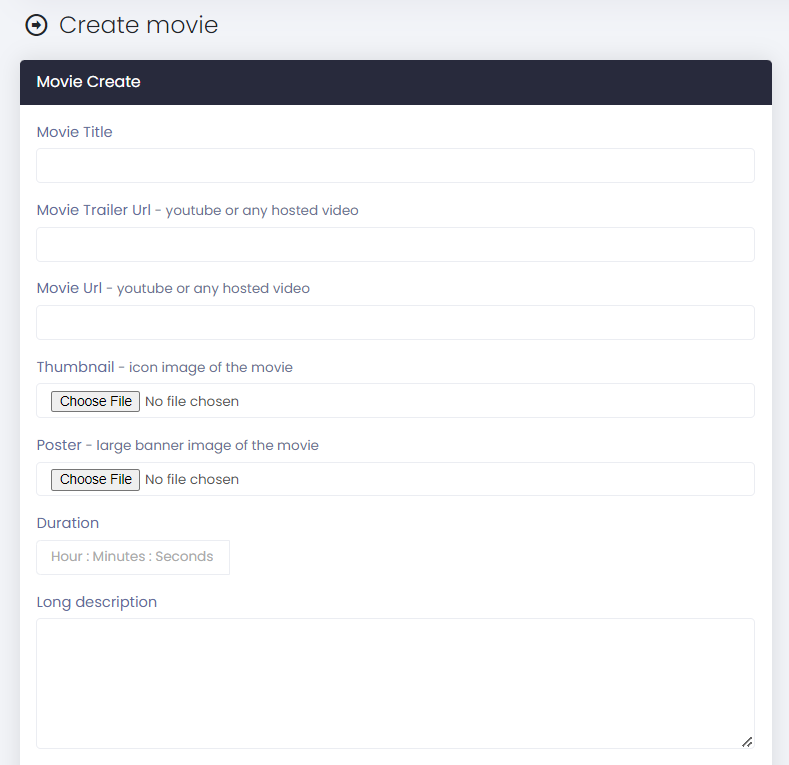 Create movie
Movie Create
Movie Title
Movie Trailer Url - youtube or any hosted video
Movie Url - youtube or any hosted video
Thumbnail - icon image of the movie
Choose File No file chosen
Poster - large banner image of the movie
Choose File No file chosen
Duration
Hour : Minutes : Seconds
Long description